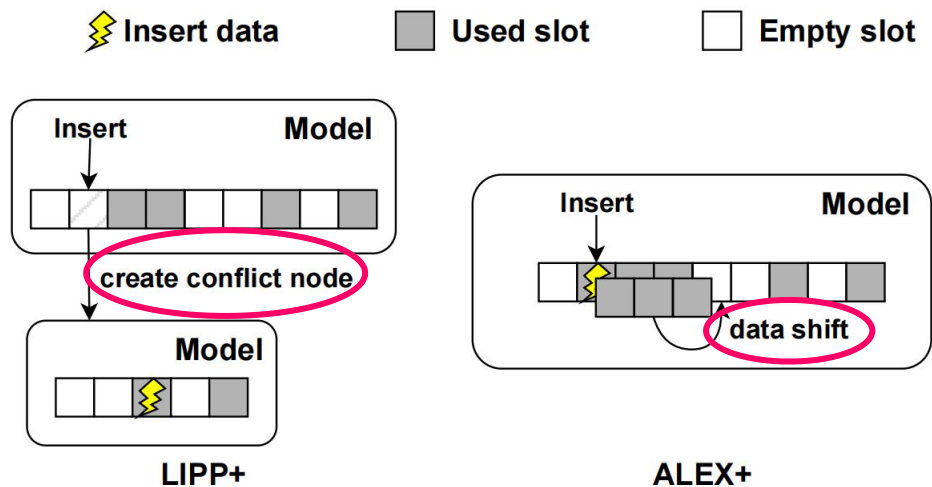 Insert data
Used slot
Empty slot
Insert
Model
create conflict node
Model
LIPP+
Insert
Model
data shift
ALEX+